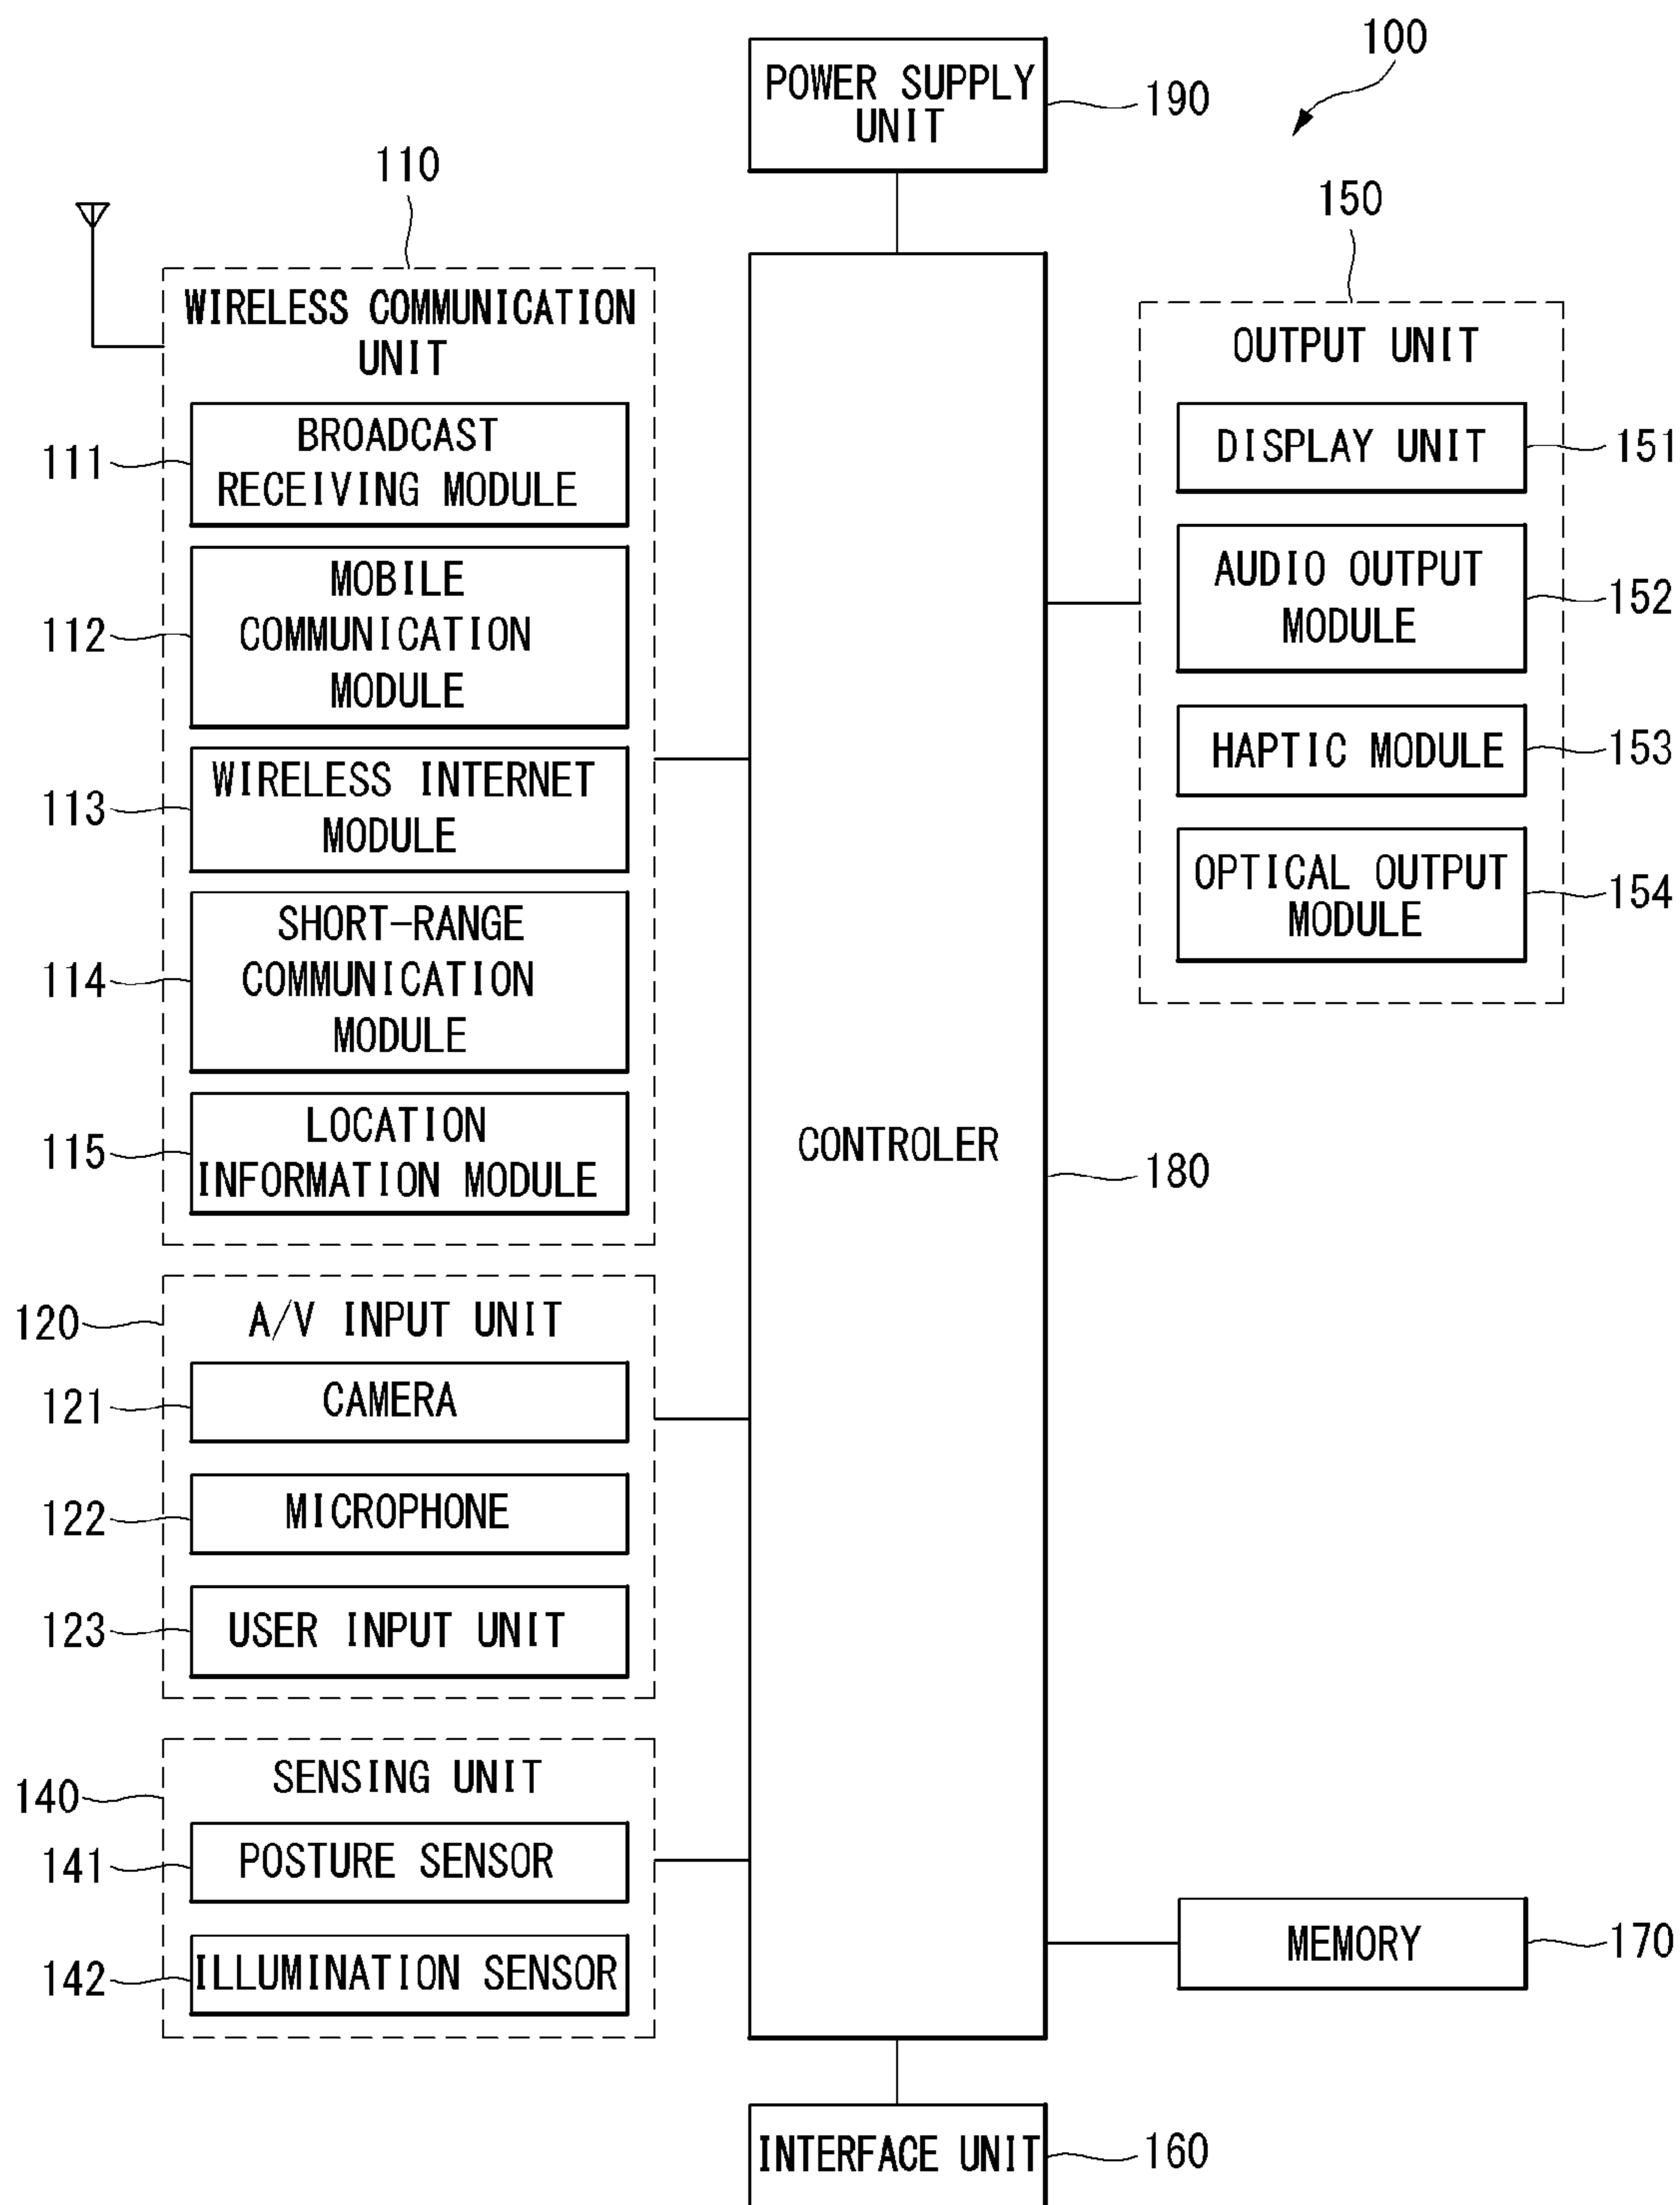 100
POWER SUPPLY
UNIT
190
110
150
WIRELESS COMMUNICATION
UNIT
111
BROADCAST
RECEIVING MODULE
112
MOBILE
COMMUNICATION
MODULE
113
WIRELESS INTERNET
MODULE
114
SHORT-RANGE
COMMUNICATION
MODULE
115
LOCATION
INFORMATION MODULE
120
A/V INPUT UNIT
121
CAMERA
122
MICROPHONE
123
USER INPUT UNIT
140
SENSING UNIT
141
POSTURE SENSOR
142
ILLUMINATION SENSOR
CONTROLER
180
OUTPUT UNIT
DISPLAY UNIT
151
AUDIO OUTPUT
MODULE
152
HAPTIC MODULE
153
OPTICAL OUTPUT
MODULE
154
MEMORY
170
INTERFACE UNIT
160